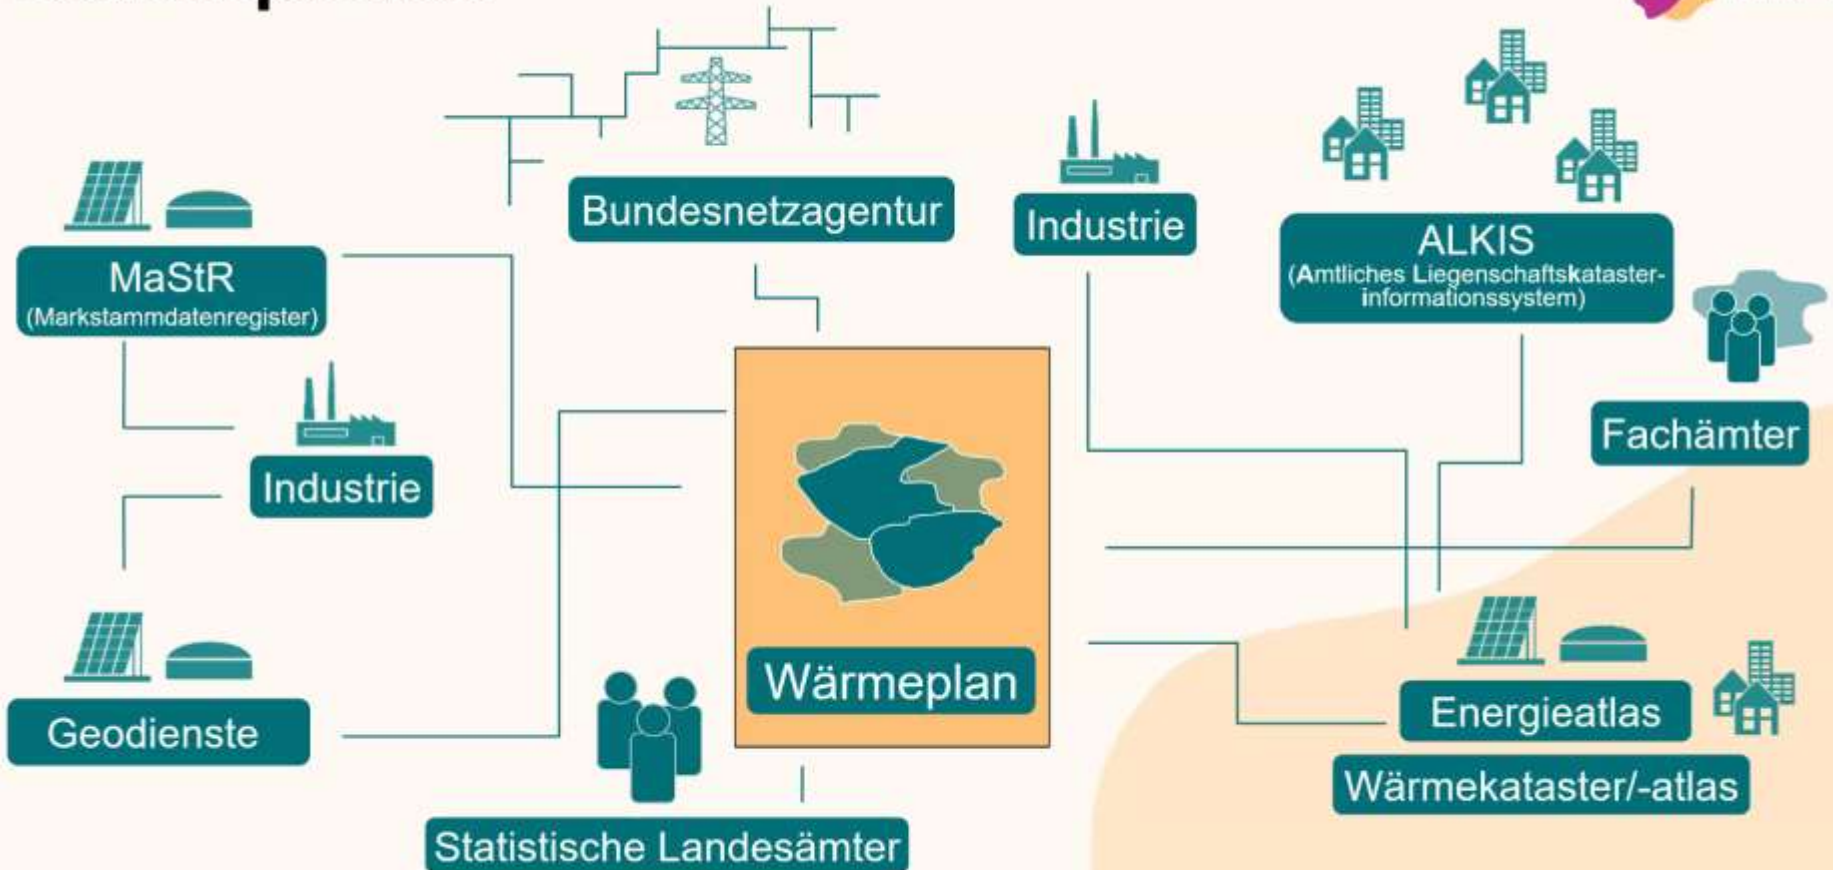 Bundesnetzagentur
Industrie
ALKIS
(Amtliches Liegenschaftskataster-
informationssystem)
MaStR
(Markstammdatenregister)
Fachämter
Industrie
Wärmeplan
Geodienste
Energieatlas
Wärmekataster/-atlas
Statistische Landesämter